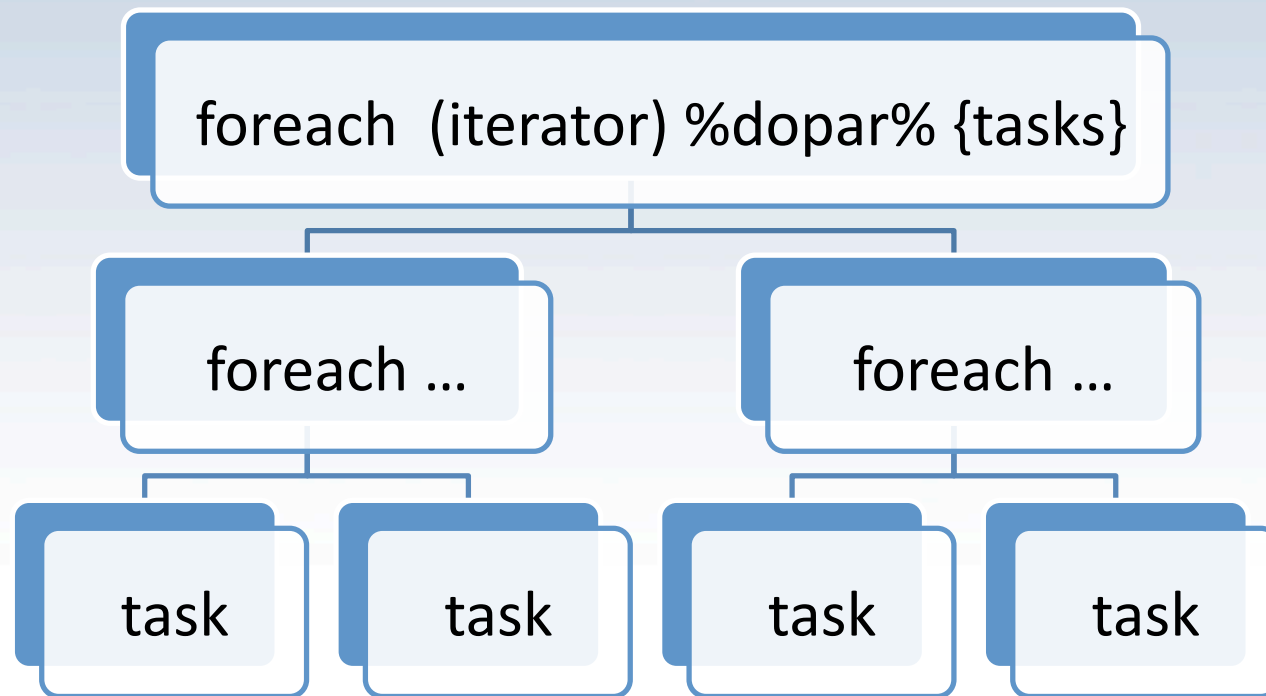 foreach (iterator) %dopar% {tasks}
foreach …
foreach …
task
task
task
task